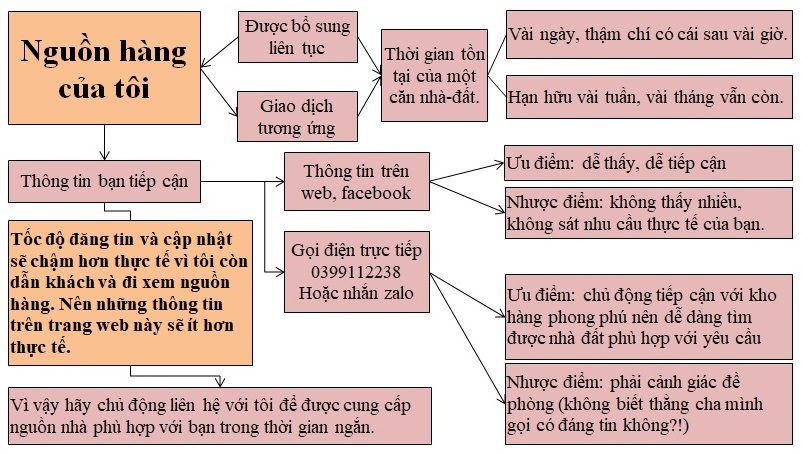 Nguồn hàng
của tôi
Được bổ sung
liên tục
Giao dịch
tương ứng
Thời gian tồn
tại của một
căn nhà-đất.
Vài ngày, thậm chí có cái sau vài giờ.
Hạn hữu vài tuần, vài tháng vẫn còn.
Thông tin bạn tiếp cận
Thông tin trên
web, facebook
Ưu điểm: dễ thấy, dễ tiếp cận
Nhược điểm: không thấy nhiều,
không sát nhu cầu thực tế của bạn.
Gọi điện trực tiếp
0399112238
Hoặc nhắn zalo
Ưu điểm: chủ động tiếp cận với kho
hàng phong phú nên dễ dàng tìm
được nhà đất phù hợp với yêu cầu
Nhược điểm: phải cảnh giác đề
phòng (không biết thằng cha mình
gọi có đáng tin không?!)
Tốc độ đăng tin và cập nhật
sẽ chậm hơn thực tế vì tôi còn
dẫn khách và đi xem nguồn
hàng. Nên những thông tin
trên trang web này sẽ ít hơn
thực tế.
Vì vậy hãy chủ động liên hệ với tôi để được cung cấp
nguồn nhà phù hợp với bạn trong thời gian ngắn.